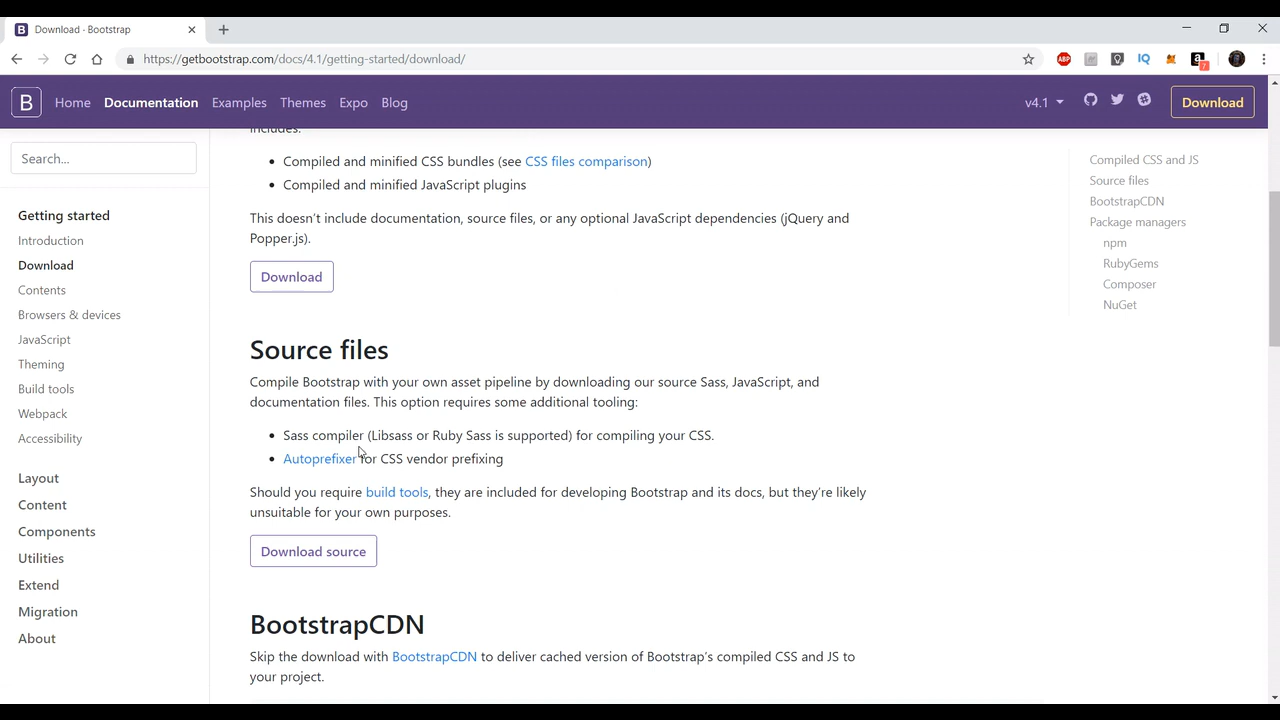 B Download · Bootstrap
https://getbootstrap.com/docs/4.1/getting-started/download/
ABP IQ a 7
B Home Documentation Examples Themes Expo Blog v4.1 Download
Search...
Getting started
Introduction
Download
Contents
Browsers & devices
JavaScript
Theming
Build tools
Webpack
Accessibility
Layout
Content
Components
Utilities
Extend
Migration
About
includes:
• Compiled and minified CSS bundles (see CSS files comparison)
• Compiled and minified JavaScript plugins
This doesn't include documentation, source files, or any optional JavaScript dependencies (jQuery and
Popper.js).
Download
Source files
Compile Bootstrap with your own asset pipeline by downloading our source Sass, JavaScript, and
documentation files. This option requires some additional tooling:
• Sass compiler (Libsass or Ruby Sass is supported) for compiling your CSS.
• Autoprefixer for CSS vendor prefixing
Should you require build tools, they are included for developing Bootstrap and its docs, but they're likely
unsuitable for your own purposes.
Download source
BootstrapCDN
Skip the download with BootstrapCDN to deliver cached version of Bootstrap's compiled CSS and JS to
your project.
Compiled CSS and JS
Source files
BootstrapCDN
Package managers
npm
RubyGems
Composer
NuGet